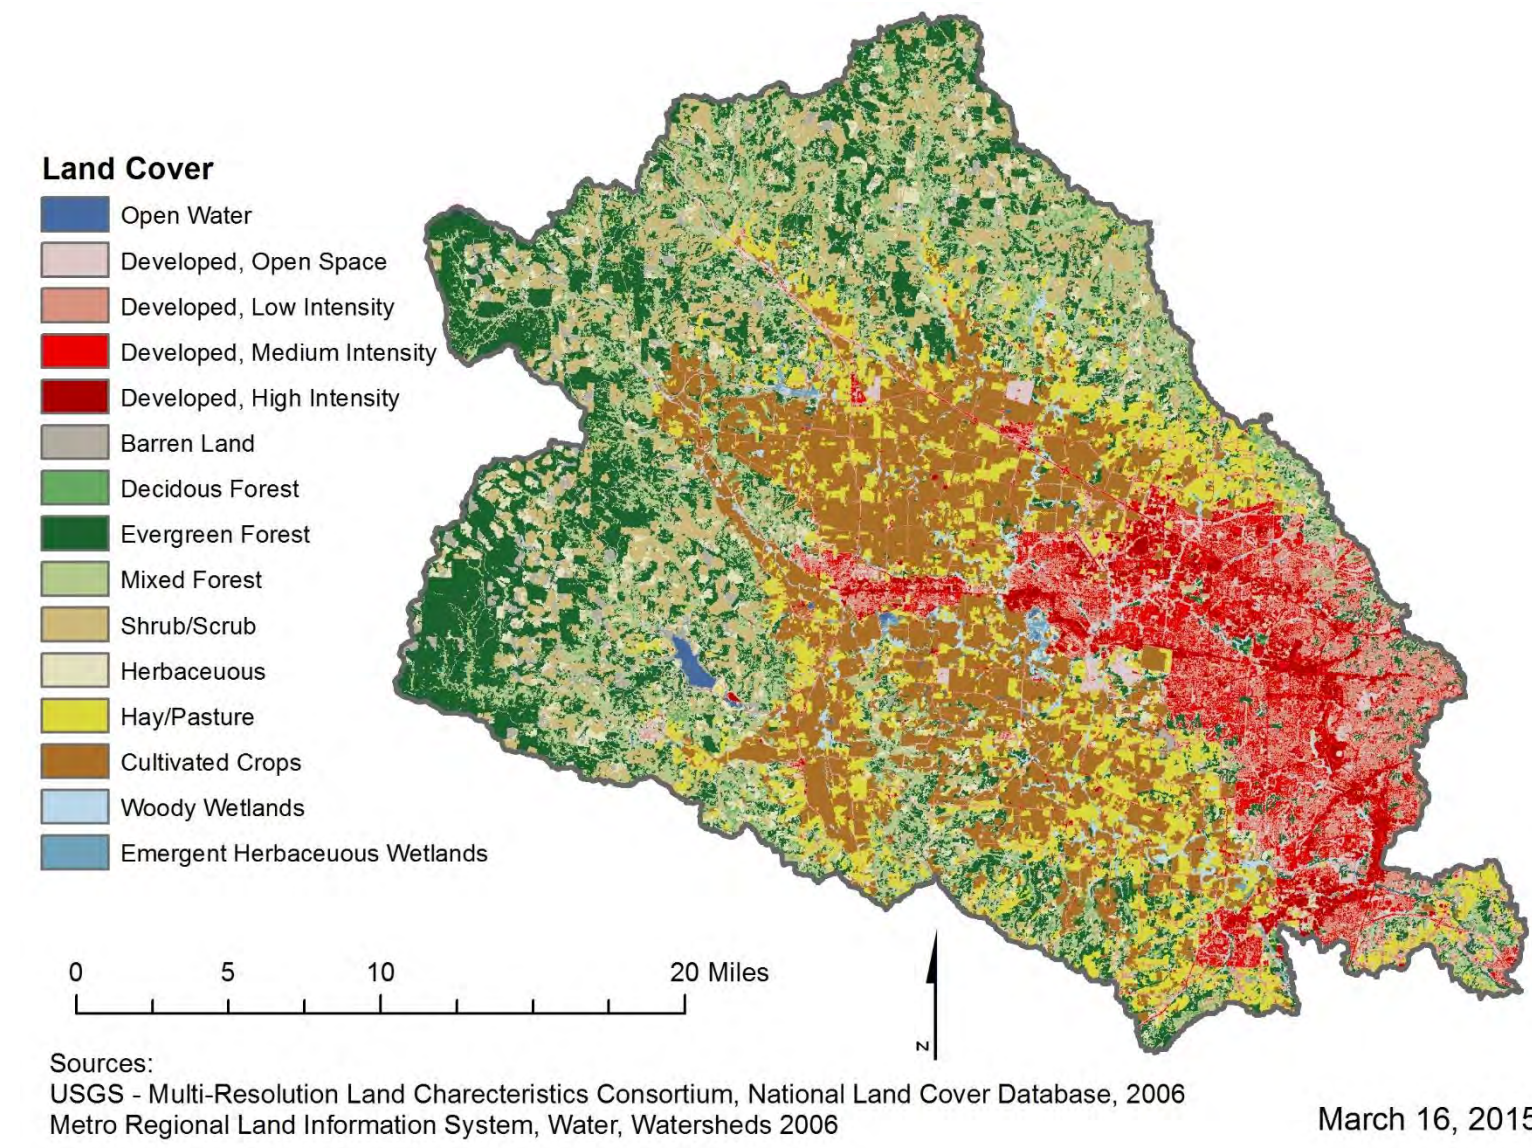 Land Cover
Open Water
Developed, Open Space
Developed, Low Intensity
Developed, Medium Intensity
Developed, High Intensity
Barren Land
Decidous Forest
Evergreen Forest
Mixed Forest
Shrub/Scrub
Herbaceuous
Hay/Pasture
Cultivated Crops
Woody Wetlands
Emergent Herbaceuous Wetlands
0 5 10 20 Miles
N
Sources:
USGS - Multi-Resolution Land Charecteristics Consortium, National Land Cover Database, 2006
Metro Regional Land Information System, Water, Watersheds 2006
March 16, 2015